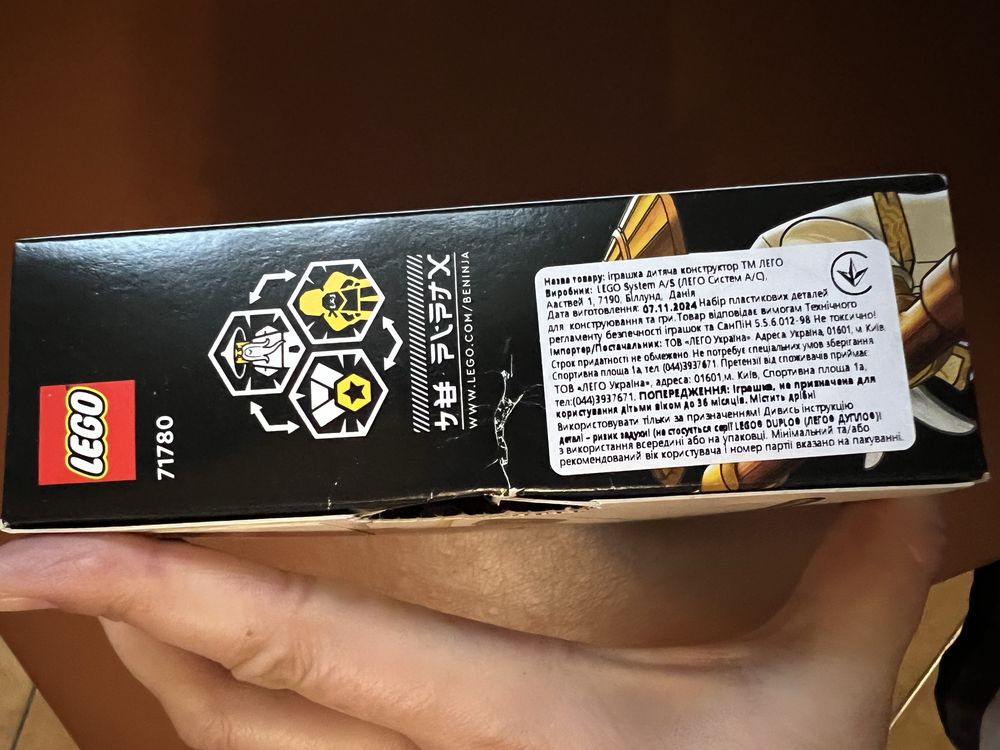 LEGO
71780
WWW.LEGO.COM/BENINJA
Назва товару: іграшка дитяча конструктор ТМ ЛЕГО
Виробник: LEGO System A/S (ЛЕГО Систем А/С),
Ааствей 1, 7190, Біллунд, Данія
Дата виготовлення: 07.11.2024 Набір пластикових деталей
для конструювання та гри. Товар відповідає вимогам Технічного
регламенту безпечності іграшок та СанПіН 5.5.6.012-98 Не токсично!
Імпортер/Постачальник: ТОВ «ЛЕГО Україна» Адреса Україна, 01601, м. Київ,
Строк придатності не обмежено. Не потребує спеціальних умов зберігання
Спортивна площа 1а, тел. (044)3937671. Претензії від споживачів приймає:
ТОВ «ЛЕГО Україна», адреса: 01601, м. Київ, Спортивна площа 1а,
тел:(044)3937671. ПОПЕРЕДЖЕННЯ: Іграшка, не призначена для
користування дітьми віком до 36 місяців. Містить дрібні
Використовувати тільки за призначенням! Дивись інструкцію
деталі – ризик задухи! (не стосується серії LEGO® DUPLO® (ЛЕГО® ДУПЛО®)!
з використання всередині або на упаковці. Мінімальний та/або
рекомендований вік користувача і номер партії вказано на пакуванні.